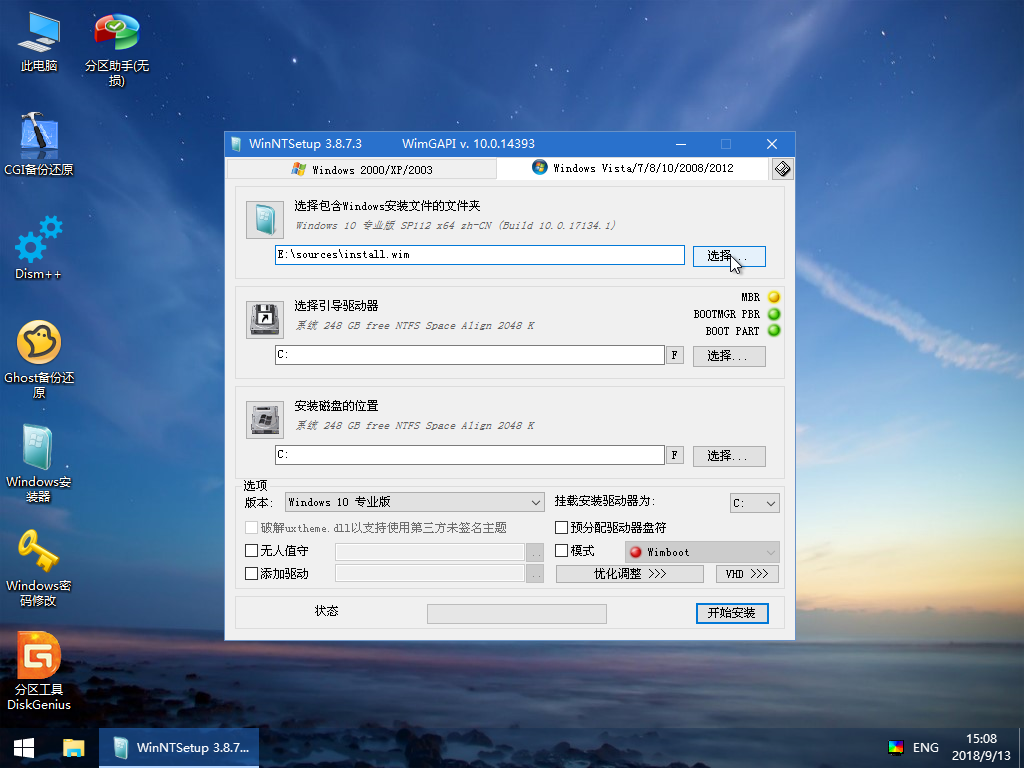 此电脑
分区助手(无
损)
CGI备份还原
Dism++
Ghost备份还
原
Windows安
装器
Windows密
码修改
分区工具
DiskGenius
WinNTSetup 3.8.7.3 WimGAPI v. 10.0.14393
Windows 2000/XP/2003
Windows Vista/7/8/10/2008/2012
选择包含Windows安装文件的文件夹
Windows 10 专业版 SP112 x64 zh-CN (Build 10.0.17134.1)
E:\sources\install.wim
选择...
选择引导驱动器
系统 248 GB free NTFS Space Align 2048 K
MBR
BOOTMGR PBR
BOOT PART
C:
F
选择...
安装磁盘的位置
系统 248 GB free NTFS Space Align 2048 K
C:
F
选择...
选项
版本: Windows 10 专业版
挂载安装驱动器为: C:
破解uxtheme.dll以支持使用第三方未签名主题
预分配驱动器盘符
无人值守 ..
模式 Wimboot
添加驱动 ..
优化调整 >>>
VHD >>>
状态
开始安装
WinNTSetup 3.8.7...
ENG
15:08
2018/9/13